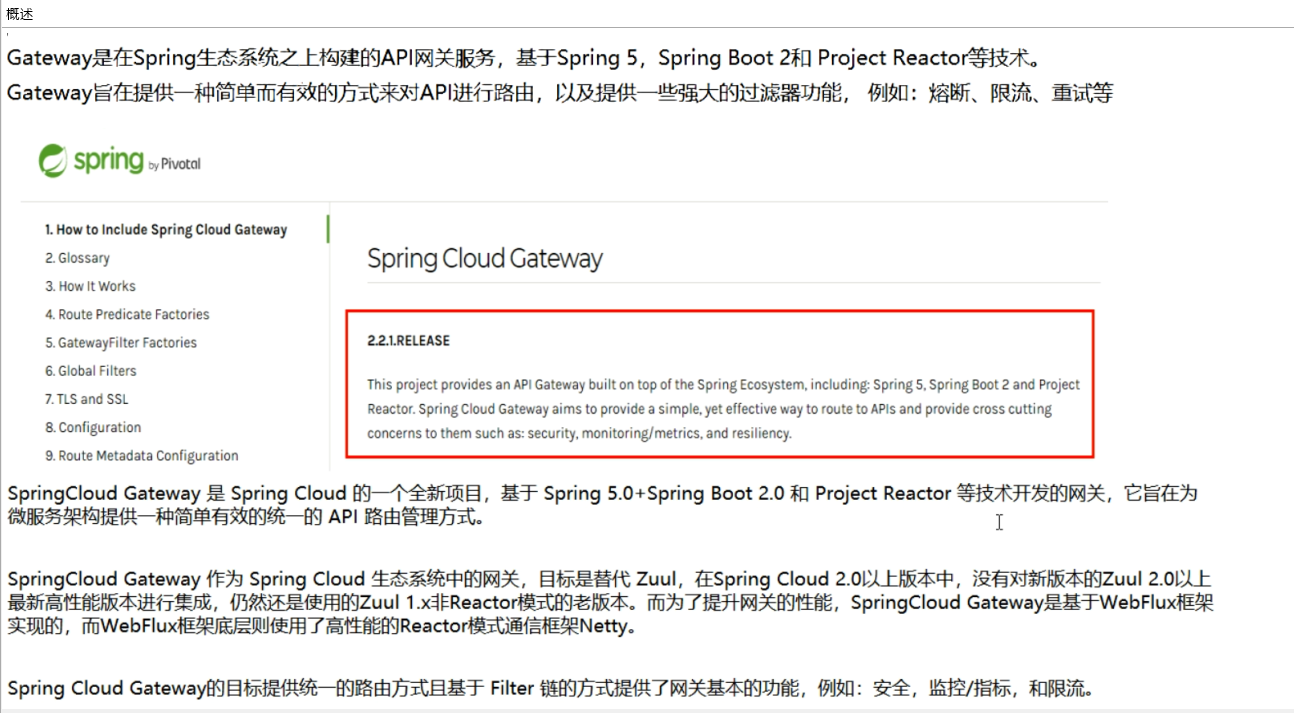 概述
Gateway是在Spring生态系统之上构建的API网关服务，基于Spring 5，Spring Boot 2和 Project Reactor等技术。
Gateway旨在提供一种简单而有效的方式来对API进行路由，以及提供一些强大的过滤器功能， 例如：熔断、限流、重试等
spring by Pivotal
1. How to Include Spring Cloud Gateway
2. Glossary
3. How It Works
4. Route Predicate Factories
5. GatewayFilter Factories
6. Global Filters
7. TLS and SSL
8. Configuration
9. Route Metadata Configuration
Spring Cloud Gateway
2.2.1.RELEASE
This project provides an API Gateway built on top of the Spring Ecosystem, including: Spring 5, Spring Boot 2 and Project
Reactor. Spring Cloud Gateway aims to provide a simple, yet effective way to route to APIs and provide cross cutting
concerns to them such as: security, monitoring/metrics, and resiliency.
SpringCloud Gateway 是 Spring Cloud 的一个全新项目，基于 Spring 5.0+Spring Boot 2.0 和 Project Reactor 等技术开发的网关，它旨在为
微服务架构提供一种简单有效的统一的 API 路由管理方式。
SpringCloud Gateway 作为 Spring Cloud 生态系统中的网关，目标是替代 Zuul，在Spring Cloud 2.0以上版本中，没有对新版本的Zuul 2.0以上
最新高性能版本进行集成，仍然还是使用的Zuul 1.x非Reactor模式的老版本。而为了提升网关的性能，SpringCloud Gateway是基于WebFlux框架
实现的，而WebFlux框架底层则使用了高性能的Reactor模式通信框架Netty。
Spring Cloud Gateway的目标提供统一的路由方式且基于 Filter 链的方式提供了网关基本的功能，例如：安全，监控/指标，和限流。